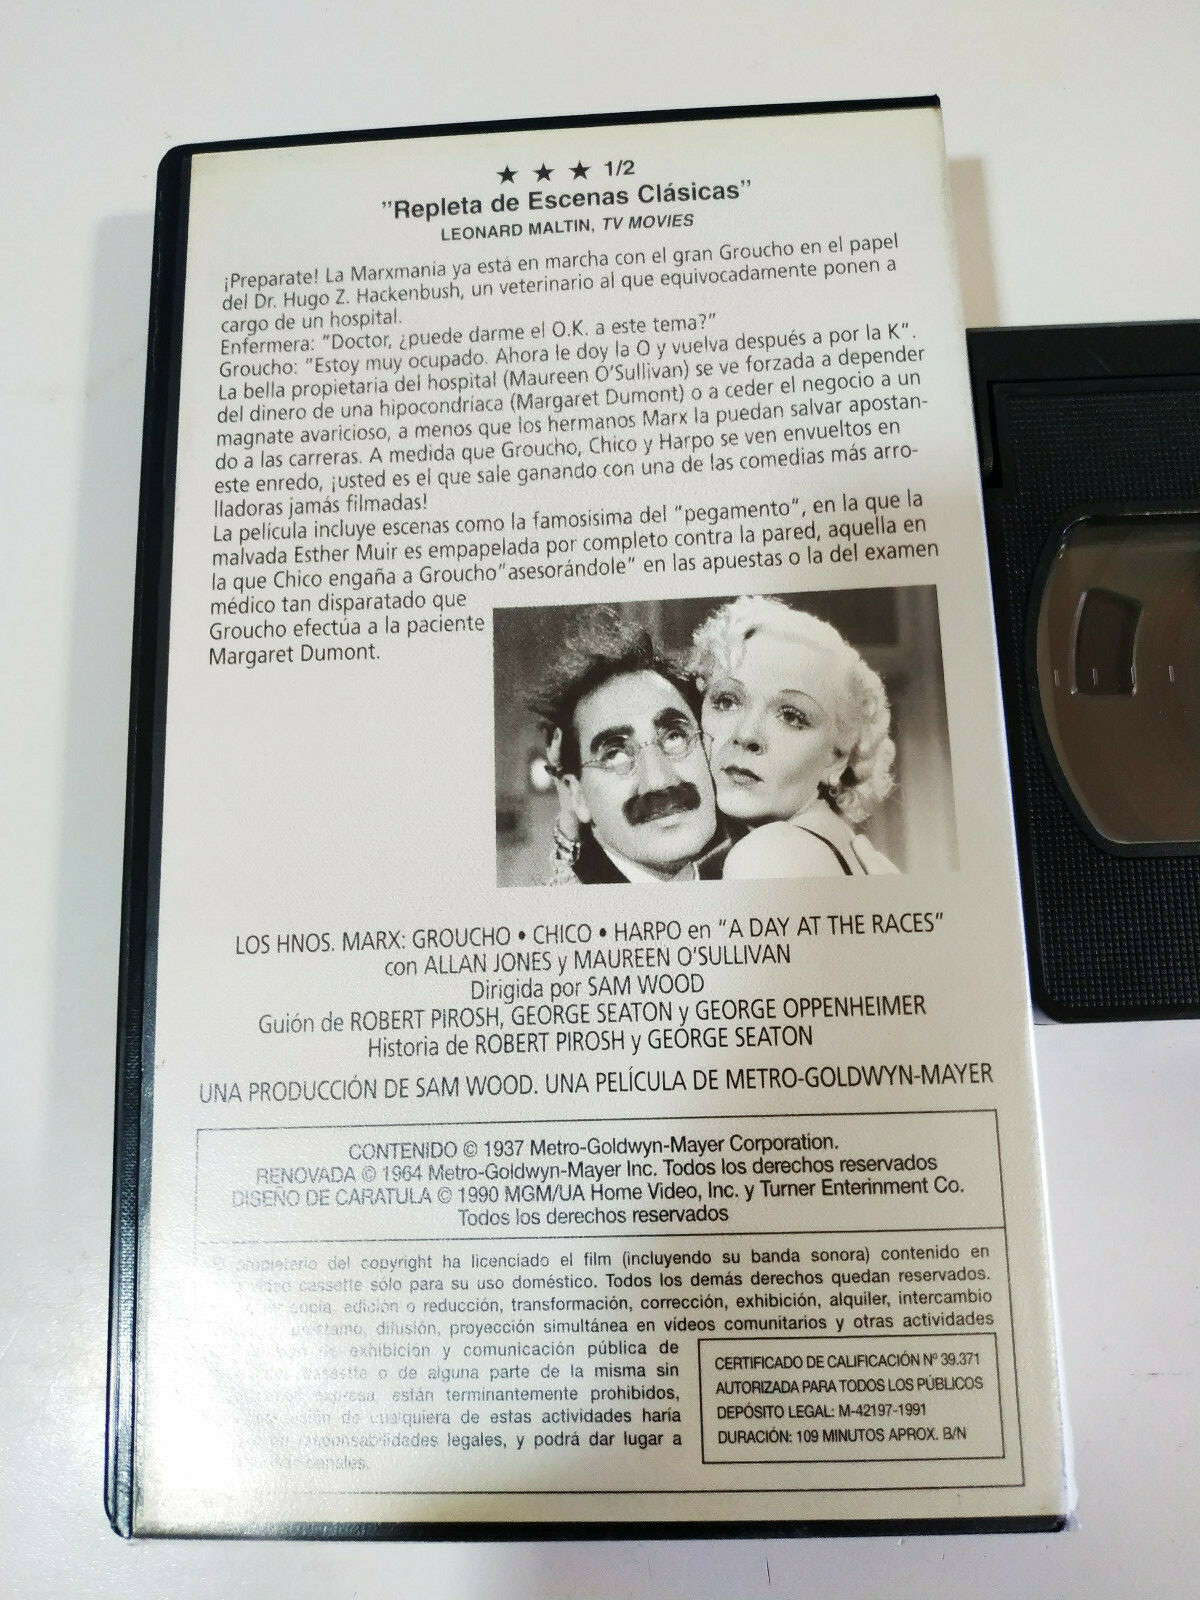 ★ ★ ★ 1/2
"Repleta de Escenas Clásicas"
LEONARD MALTIN, TV MOVIES
¡Preparate! La Marxmanía ya está en marcha con el gran Groucho en el papel
del Dr. Hugo Z. Hackenbush, un veterinario al que equivocadamente ponen a
cargo de un hospital.
Enfermera: "Doctor, ¿puede darme el O.K. a este tema?"
Groucho: "Estoy muy ocupado. Ahora le doy la O y vuelva después a por la K".
La bella propietaria del hospital (Maureen O'Sullivan) se ve forzada a depender
del dinero de una hipocondríaca (Margaret Dumont) o a ceder el negocio a un
magnate avaricioso, a menos que los hermanos Marx la puedan salvar apostan-
do a las carreras. A medida que Groucho, Chico y Harpo se ven envueltos en
este enredo, ¡usted es el que sale ganando con una de las comedias más arro-
lladoras jamás filmadas!
La película incluye escenas como la famosísima del "pegamento", en la que la
malvada Esther Muir es empapelada por completo contra la pared, aquella en
la que Chico engaña a Groucho"asesorándole" en las apuestas o la del examen
médico tan disparatado que
Groucho efectúa a la paciente
Margaret Dumont.
LOS HNOS. MARX: GROUCHO • CHICO • HARPO en "A DAY AT THE RACES"
con ALLAN JONES y MAUREEN O'SULLIVAN
Dirigida por SAM WOOD
Guión de ROBERT PIROSH, GEORGE SEATON y GEORGE OPPENHEIMER
Historia de ROBERT PIROSH y GEORGE SEATON
UNA PRODUCCIÓN DE SAM WOOD. UNA PELÍCULA DE METRO-GOLDWYN-MAYER
CONTENIDO © 1937 Metro-Goldwyn-Mayer Corporation.
RENOVADA © 1964 Metro-Goldwyn-Mayer Inc. Todos los derechos reservados
DISEÑO DE CARATULA © 1990 MGM/UA Home Video, Inc. y Turner Enterinment Co.
Todos los derechos reservados
propietario del copyright ha licenciado el film (incluyendo su banda sonora) contenido en
cassette sólo para su uso doméstico. Todos los demás derechos quedan reservados.
copia, edición o reducción, transformación, corrección, exhibición, alquiler, intercambio
difusión, proyección simultánea en vídeos comunitarios y otras actividades
de exhibición y comunicación pública de
o de alguna parte de la misma sin
expresa, están terminantemente prohibidos,
de cualquiera de estas actividades haría
responsabilidades legales, y podrá dar lugar a
penales.
CERTIFICADO DE CALIFICACIÓN Nº 39.371
AUTORIZADA PARA TODOS LOS PÚBLICOS
DEPÓSITO LEGAL: M-42197-1991
DURACIÓN: 109 MINUTOS APROX. B/N